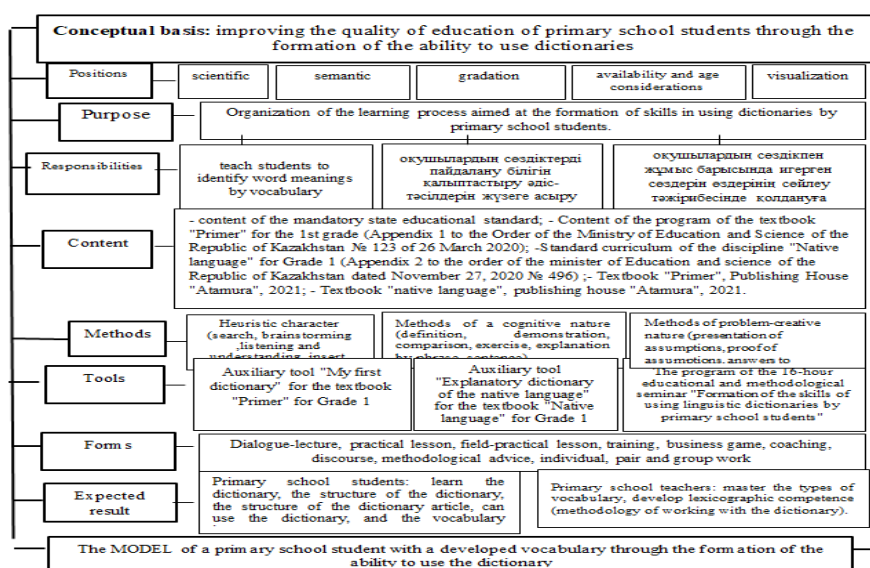 Conceptual basis: improving the quality of education of primary school students through the
formation of the ability to use dictionaries
Positions
scientific
semantic
gradation
availability and age
considerations
visualization
Purpose
Organization of the learning process aimed at the formation of skills in using dictionaries by
primary school students.
Responsibilities
teach students to
identify word meanings
by vocabulary
оқушылардың сөздіктерді
пайдалану білігін
қалыптастыру әдіс-
тәсілдерін жүзеге асыру
оқушылардың сөздікпен
жұмыс барысында игерген
сөздерін өздерінің сөйлеу
тәжірибесінде қолдануға
Content
- content of the mandatory state educational standard; - Content of the program of the textbook
"Primer" for the 1st grade (Appendix 1 to the Order of the Ministry of Education and Science of the
Republic of Kazakhstan № 123 of 26 March 2020); -Standard curriculum of the discipline "Native
language" for Grade 1 (Appendix 2 to the order of the minister of Education and science of the
Republic of Kazakhstan dated November 27, 2020 № 496) ;- Textbook "Primer", Publishing House
"Atamura", 2021; - Textbook "native language", publishing house "Atamura", 2021.
Methods
Heuristic character
(search, brainstorming
,listening and
understanding, insert
Methods of a cognitive nature
(definition, demonstration,
comparison, exercise, explanation
by phrase, sentence)
Methods of problem-creative
nature (presentation of
assumptions, proof of
assumptions, answers to
Tools
Auxiliary tool "My first
dictionary" for the textbook
"Primer" for Grade 1
Auxiliary tool
"Explanatory dictionary
of the native language"
for the textbook "Native
language" for Grade 1
The program of the 16-hour
educational and methodological
seminar "Formation of the skills of
using linguistic dictionaries by
primary school students"
Forms
Dialogue-lecture, practical lesson, field-practical lesson, training, business game, coaching,
discourse, methodological advice, individual, pair and group work
Expected
result
Primary school students: learn the
dictionary, the structure of the dictionary,
the structure of the dictionary article, can
use the dictionary, and the vocabulary
Primary school teachers: master the types of
vocabulary, develop lexicographic competence
(methodology of working with the dictionary).
The MODEL of a primary school student with a developed vocabulary through the formation of the
ability to use the dictionary